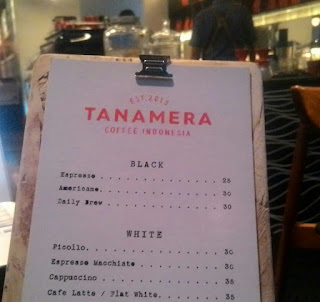 EST. 2013
TANAMERA
COFFEE INDONESIA
BLACK
Espresso . . . . . . . . . . . . . . 25
Americano. . . . . . . . . . . . . . 30
Daily Brew . . . . . . . . . . . . . 30
WHITE
Picollo. . . . . . . . . . . . . . . 30
Espresso Macchiato . . . . . . . . . 30
Cappucino . . . . . . . . . . . . . 35
Cafe Latte / Flat White. . . . . . . 35